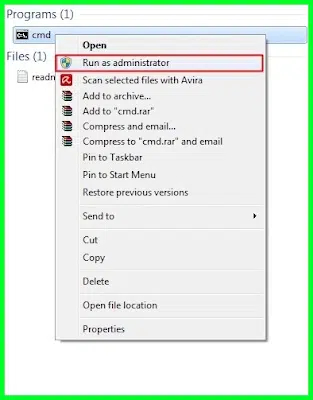 Programs (1)
cmd
Open
Run as administrator
Files (1)
Scan selected files with Avira
readn
Add to archive...
Add to "cmd.rar"
Compress and email...
Compress to "cmd.rar" and email
Pin to Taskbar
Pin to Start Menu
Restore previous versions
Send to
Cut
Copy
Delete
Open file location
Properties